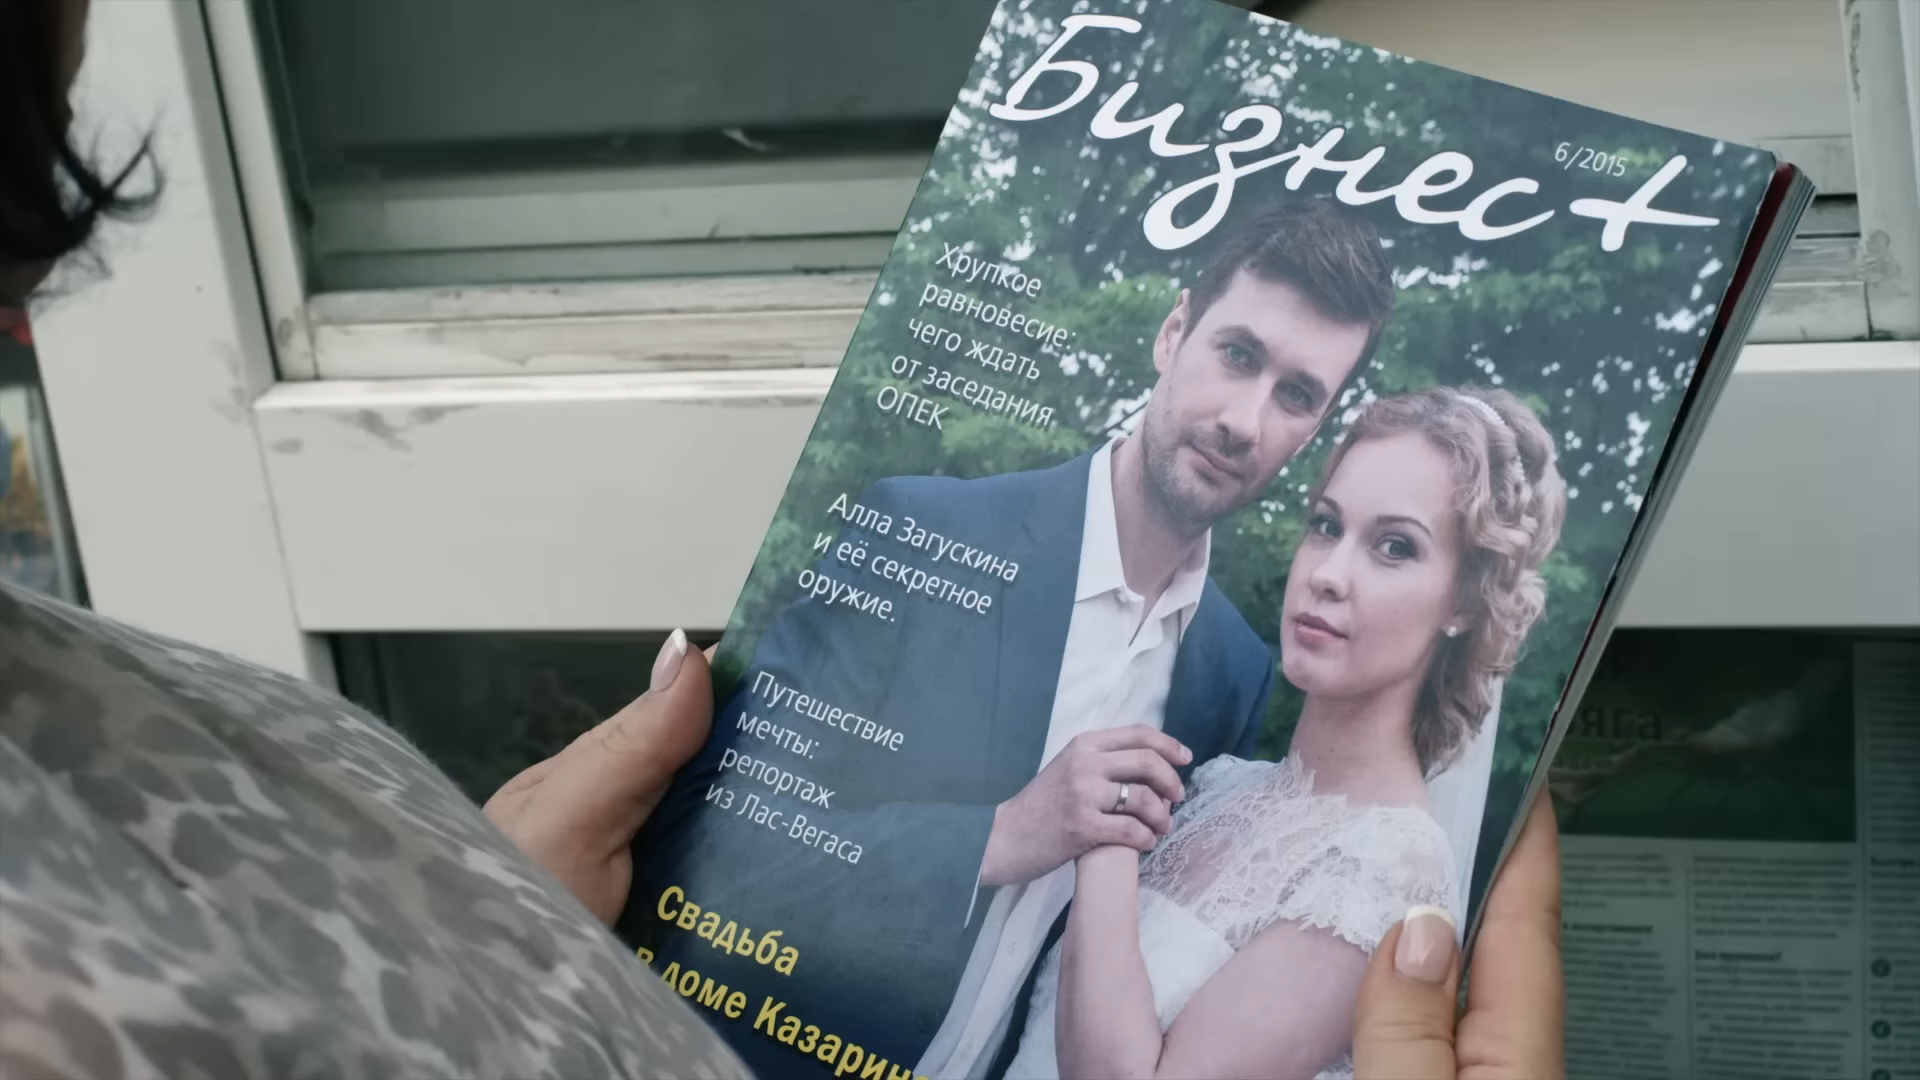 Бизнес+
6/2015
Хрупкое
равновесие:
чего ждать
от заседания
ОПЕК
Алла Загускина
и её секретное
оружие.
Путешествие
мечты:
репортаж
из Лас-Вегаса
Свадьба
в доме